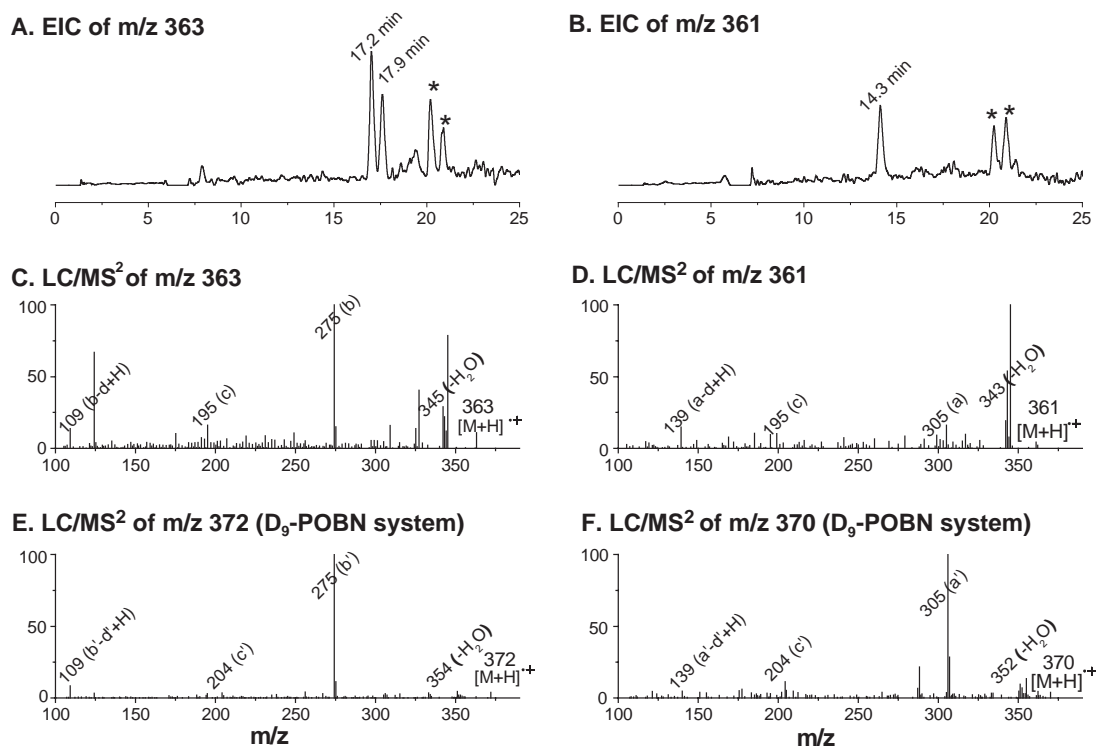 A. EIC of m/z 363
17.2 min
17.9 min
*
*
0 5 10 15 20 25
B. EIC of m/z 361
14.3 min
* *
0 5 10 15 20 25
C. LC/MS² of m/z 363
100
50
0
109 (b-d+H)
195 (c)
275 (b)
345 (-H₂O)
363
[M+H]•+
100 150 200 250 300 350
D. LC/MS² of m/z 361
100
50
0
139 (a-d+H)
195 (c)
305 (a)
343 (-H₂O)
361
[M+H]•+
100 150 200 250 300 350
E. LC/MS² of m/z 372 (D₉-POBN system)
100
50
0
109 (b'-d'+H)
204 (c')
275 (b')
354 (-H₂O)
372
[M+H]•+
100 150 200 250 300 350
m/z
F. LC/MS² of m/z 370 (D₉-POBN system)
100
50
0
139 (a'-d'+H)
204 (c')
305 (a')
352 (-H₂O)
370
[M+H]•+
100 150 200 250 300 350
m/z